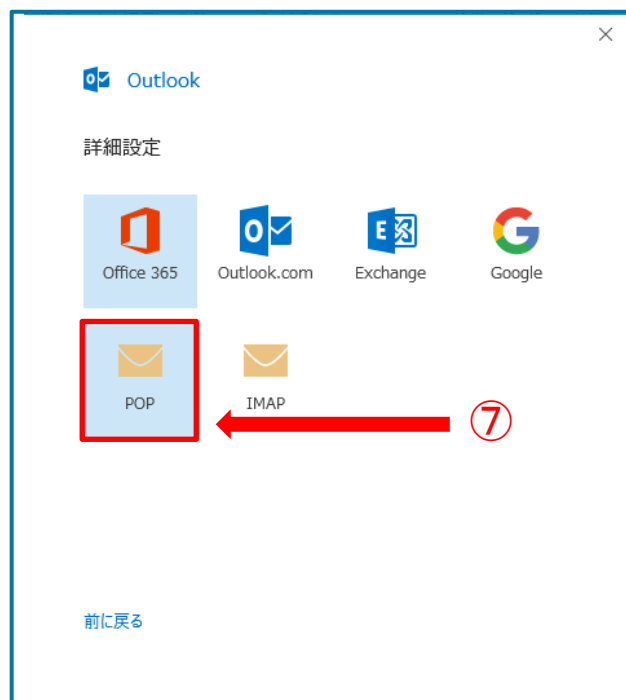 Outlook
詳細設定
Office 365 Outlook.com Exchange Google
POP IMAP
⑦
前に戻る